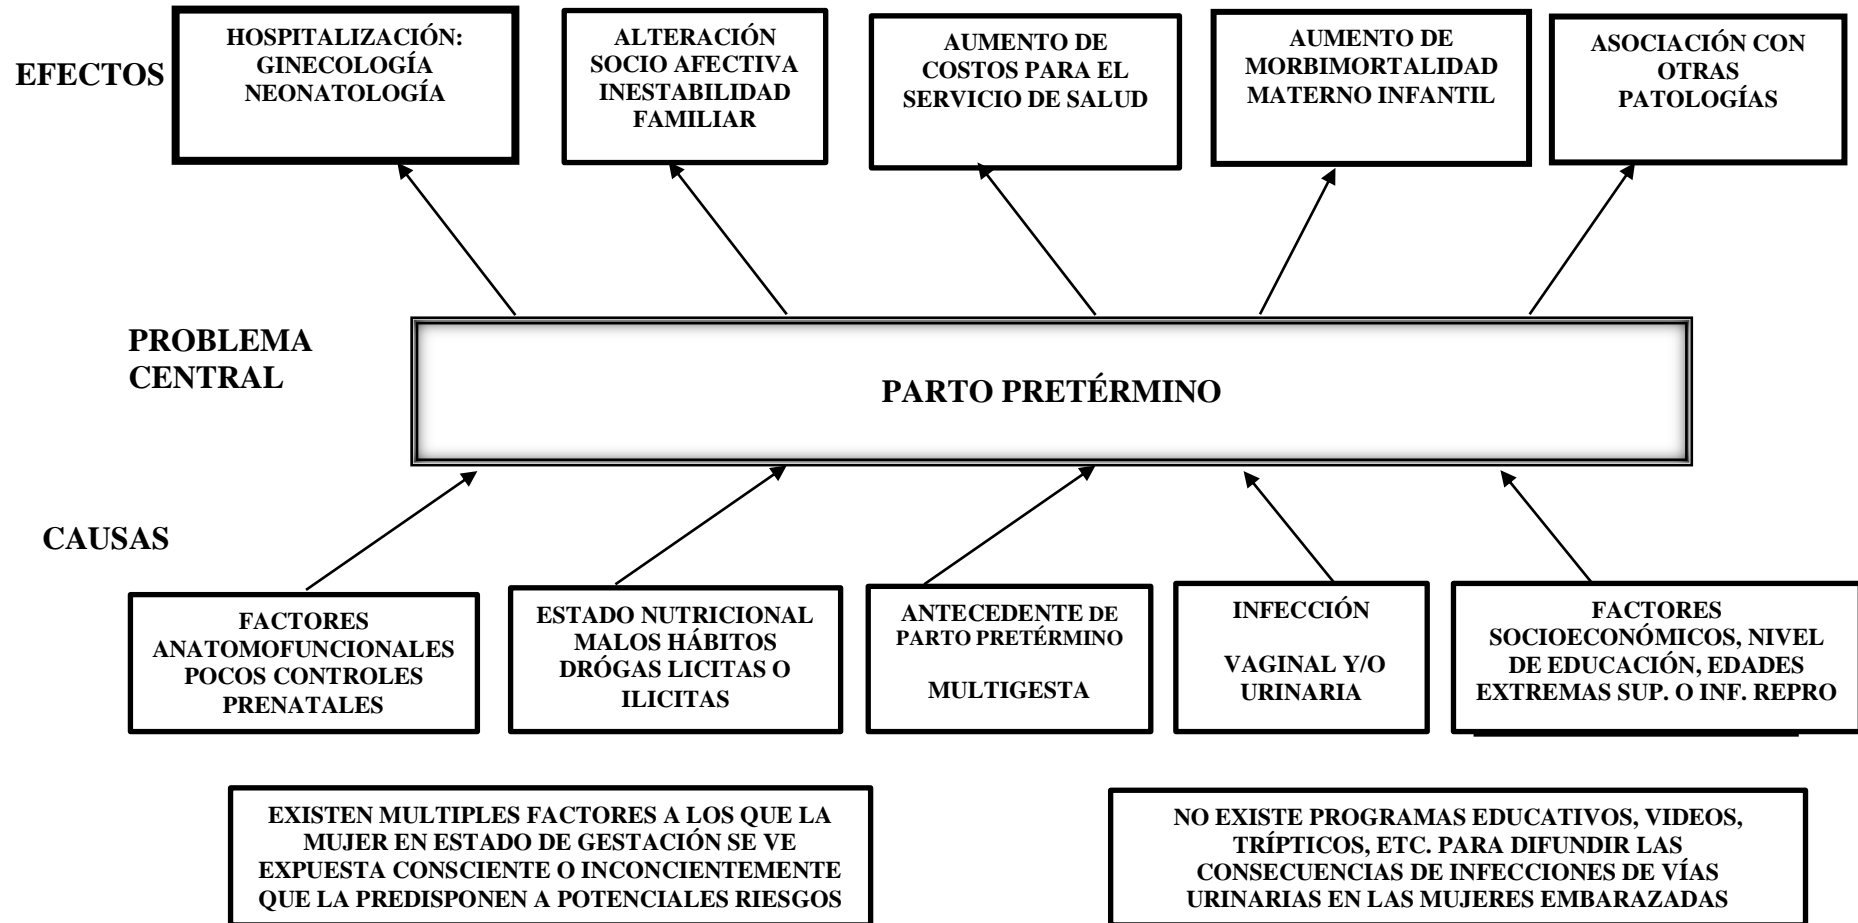 EFECTOS
HOSPITALIZACIÓN:
GINECOLOGÍA
NEONATOLOGÍA
ALTERACIÓN
SOCIO AFECTIVA
INESTABILIDAD
FAMILIAR
AUMENTO DE
COSTOS PARA EL
SERVICIO DE SALUD
AUMENTO DE
MORBIMORTALIDAD
MATERNO INFANTIL
ASOCIACIÓN CON
OTRAS
PATOLOGÍAS
PROBLEMA
CENTRAL
PARTO PRETÉRMINO
CAUSAS
FACTORES
ANATOMOFUNCIONALES
POCOS CONTROLES
PRENATALES
ESTADO NUTRICIONAL
MALOS HÁBITOS
DRÓGAS LICITAS O
ILICITAS
ANTECEDENTE DE
PARTO PRETÉRMINO
MULTIGESTA
INFECCIÓN
VAGINAL Y/O
URINARIA
FACTORES
SOCIOECONÓMICOS, NIVEL
DE EDUCACIÓN, EDADES
EXTREMAS SUP. O INF. REPRO
EXISTEN MULTIPLES FACTORES A LOS QUE LA
MUJER EN ESTADO DE GESTACIÓN SE VE
EXPUESTA CONSCIENTE O INCONCIENTEMENTE
QUE LA PREDISPONEN A POTENCIALES RIESGOS
NO EXISTE PROGRAMAS EDUCATIVOS, VIDEOS,
TRÍPTICOS, ETC. PARA DIFUNDIR LAS
CONSECUENCIAS DE INFECCIONES DE VÍAS
URINARIAS EN LAS MUJERES EMBARAZADAS